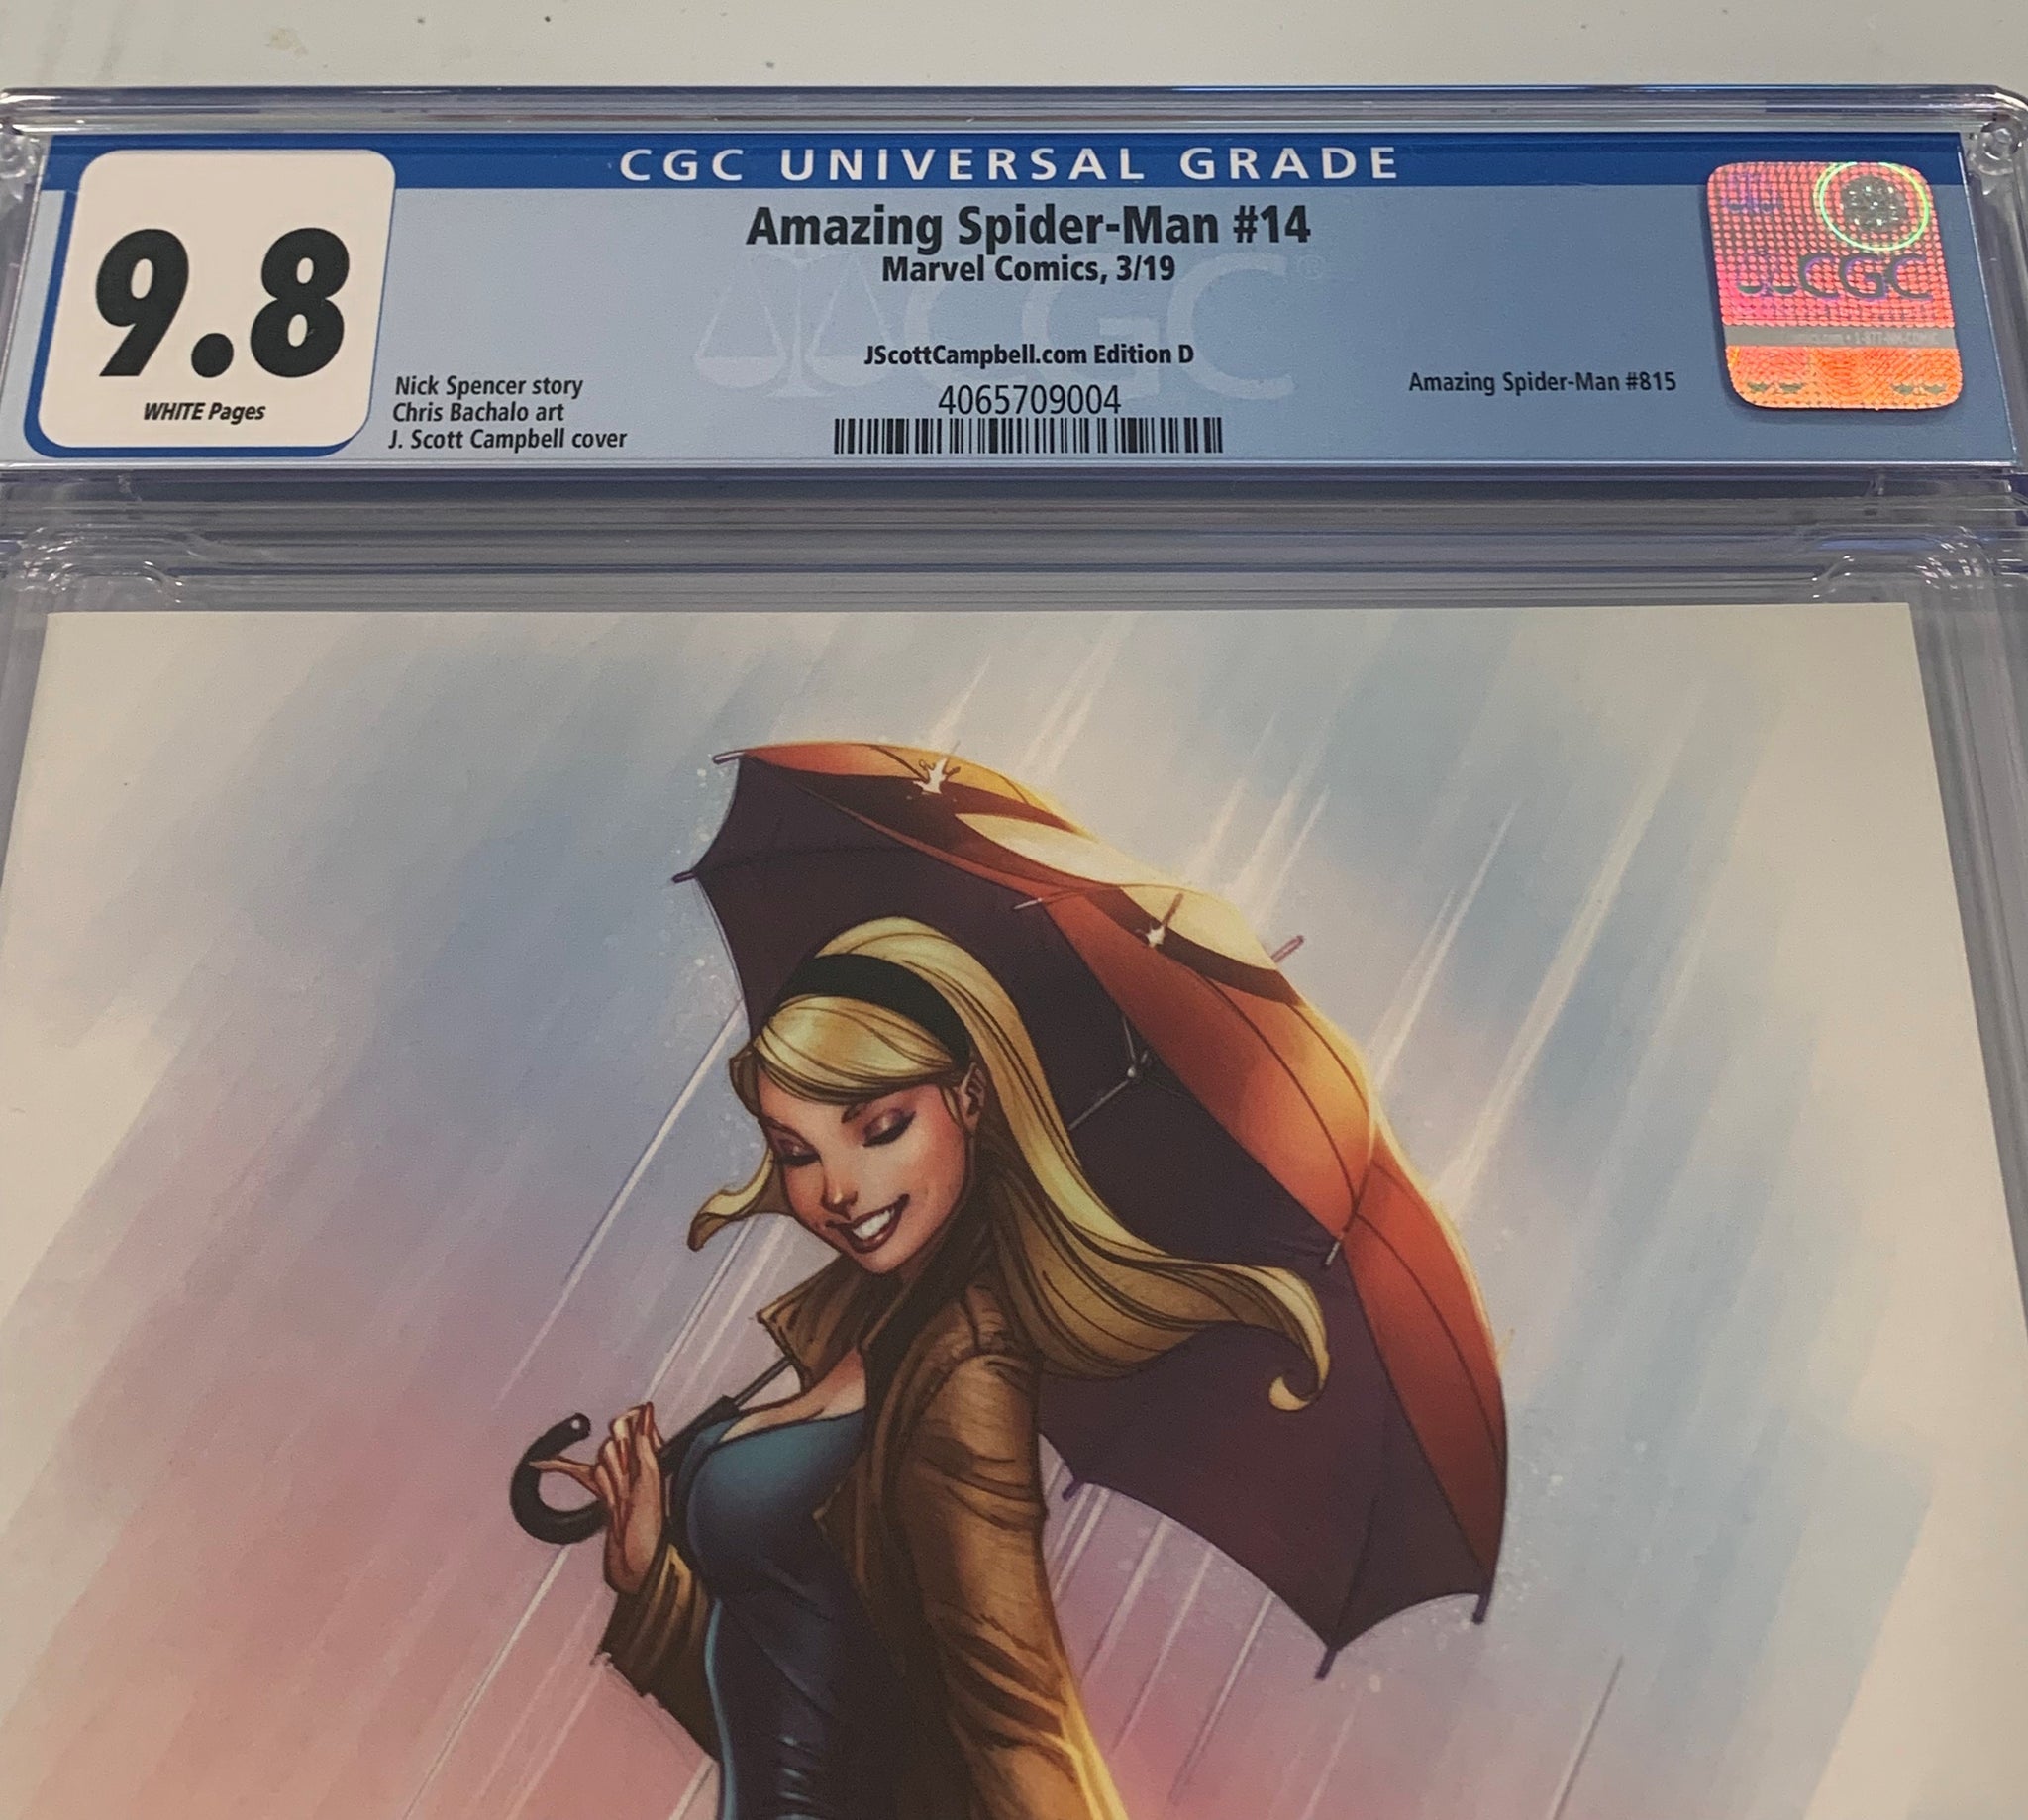 CGC UNIVERSAL GRADE
9.8
WHITE Pages
Amazing Spider-Man #14
Marvel Comics, 3/19
JScottCampbell.com Edition D
4065709004
Nick Spencer story
Chris Bachalo art
J. Scott Campbell cover
Amazing Spider-Man #815
CGC
CGC